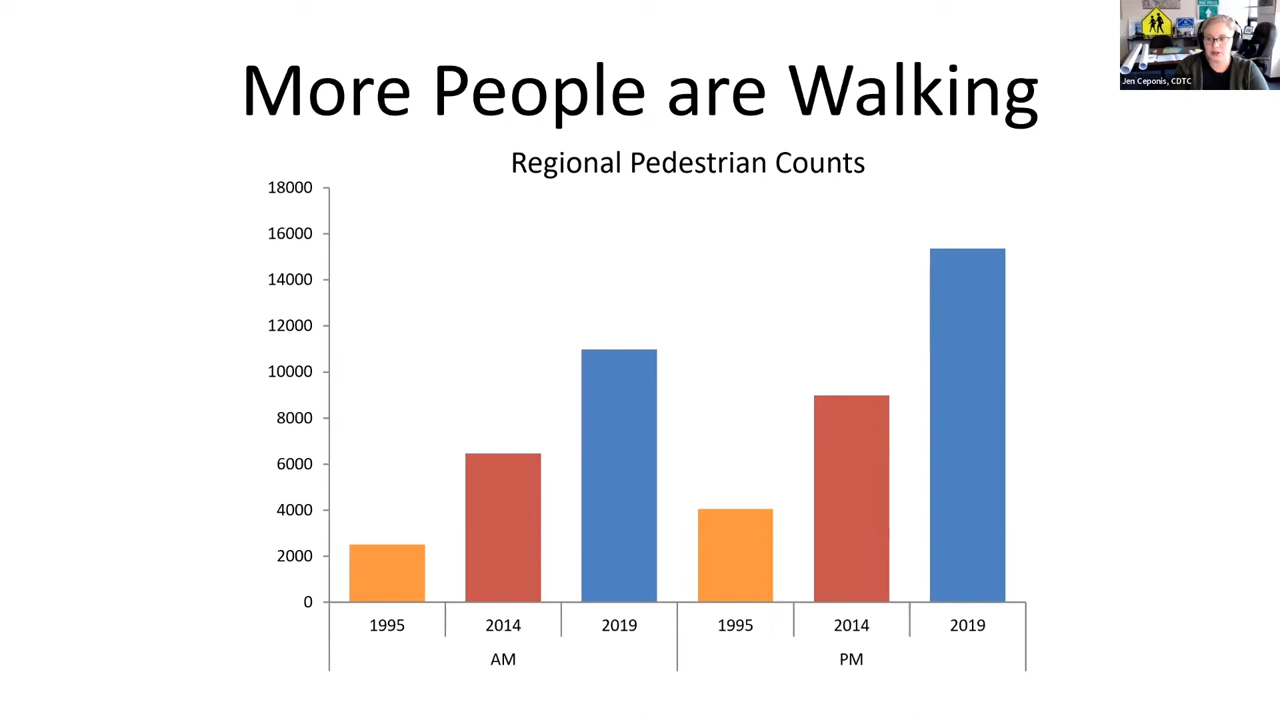 More People are Walking
Jen Ceponis, CDTC
Regional Pedestrian Counts
18000
16000
14000
12000
10000
8000
6000
4000
2000
0
1995 2014 2019 1995 2014 2019
AM PM